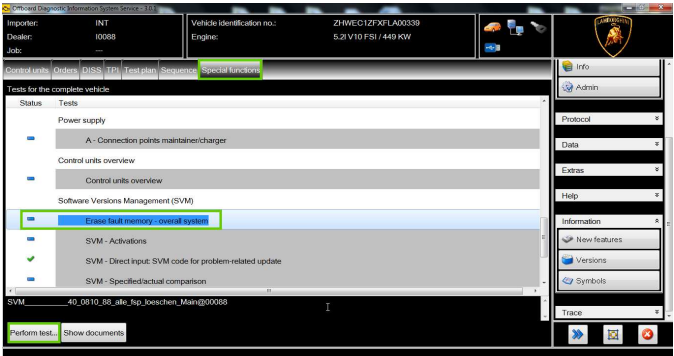 Offboard Diagnostic Information System Service - 3.0.1
Importer: INT
Dealer: I0088
Job: ---
Vehicle identification no.: ZHWEC1ZFXFLA00339
Engine: 5.2l V10 FSI / 449 KW
LAMBORGHINI
Control units Orders DISS TPI Test plan Sequence Special functions
Tests for the complete vehicle
Status Tests
Power supply
A - Connection points maintainer/charger
Control units overview
Control units overview
Software Versions Management (SVM)
Erase fault memory - overall system
SVM - Activations
SVM - Direct input: SVM code for problem-related update
SVM - Specified/actual comparison
SVM_______40_0810_88_alle_fsp_loeschen_Main@00088
Perform test... Show documents
Info
Admin
Protocol
Data
Extras
Help
Information
New features
Versions
Symbols
Trace